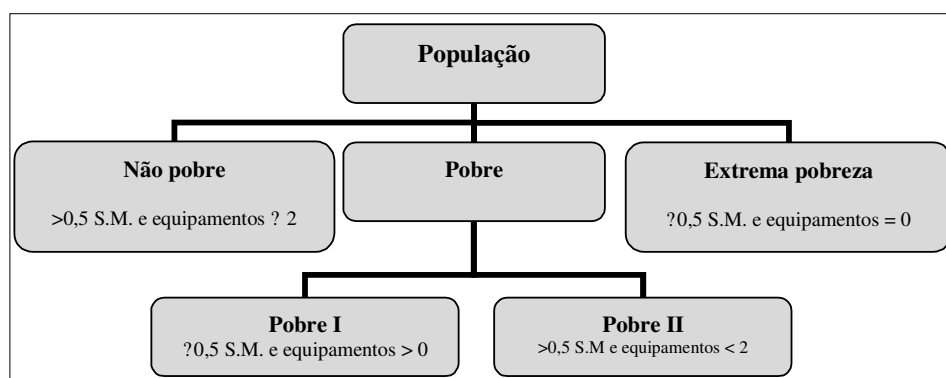 População
Não pobre
>0,5 S.M. e equipamentos ? 2
Pobre
Extrema pobreza
?0,5 S.M. e equipamentos = 0
Pobre I
?0,5 S.M. e equipamentos > 0
Pobre II
>0,5 S.M e equipamentos < 2